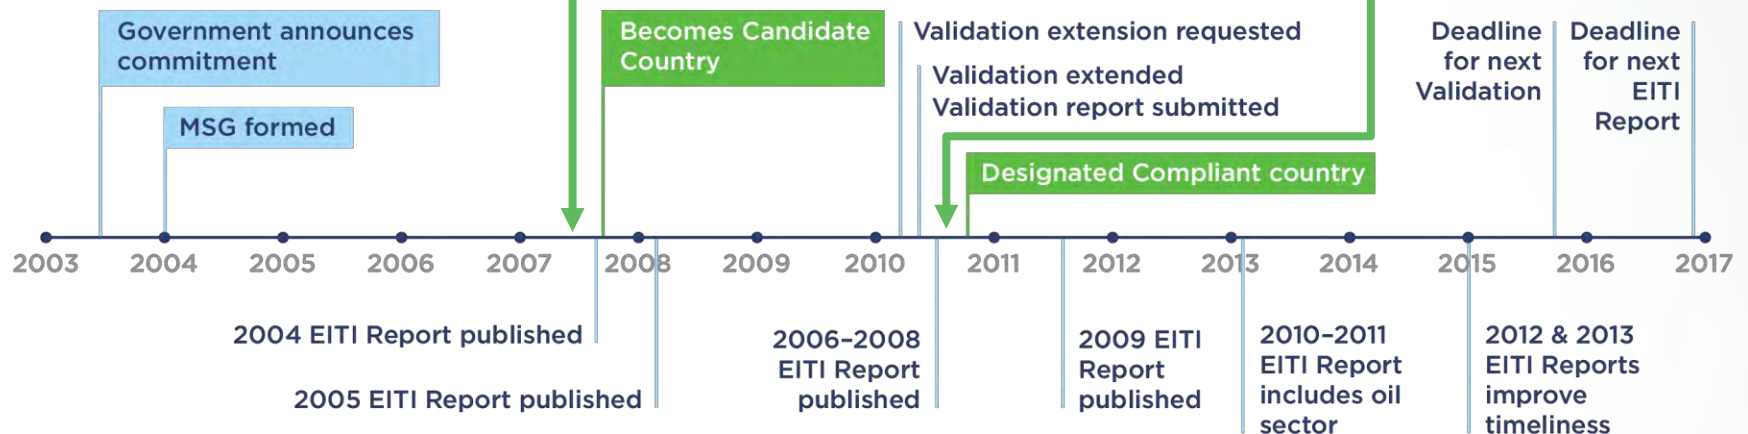 Government announces
commitment
MSG formed
Becomes Candidate
Country
Validation extension requested
Validation extended
Validation report submitted
Designated Compliant country
Deadline
for next
Validation
Deadline
for next
EITI
Report
2003
2004
2005
2006
2007
2008
2009
2010
2011
2012
2013
2014
2015
2016
2017
2004 EITI Report published
2005 EITI Report published
2006–2008
EITI Report
published
2009 EITI
Report
published
2010–2011
EITI Report
includes oil
sector
2012 & 2013
EITI Reports
improve
timeliness